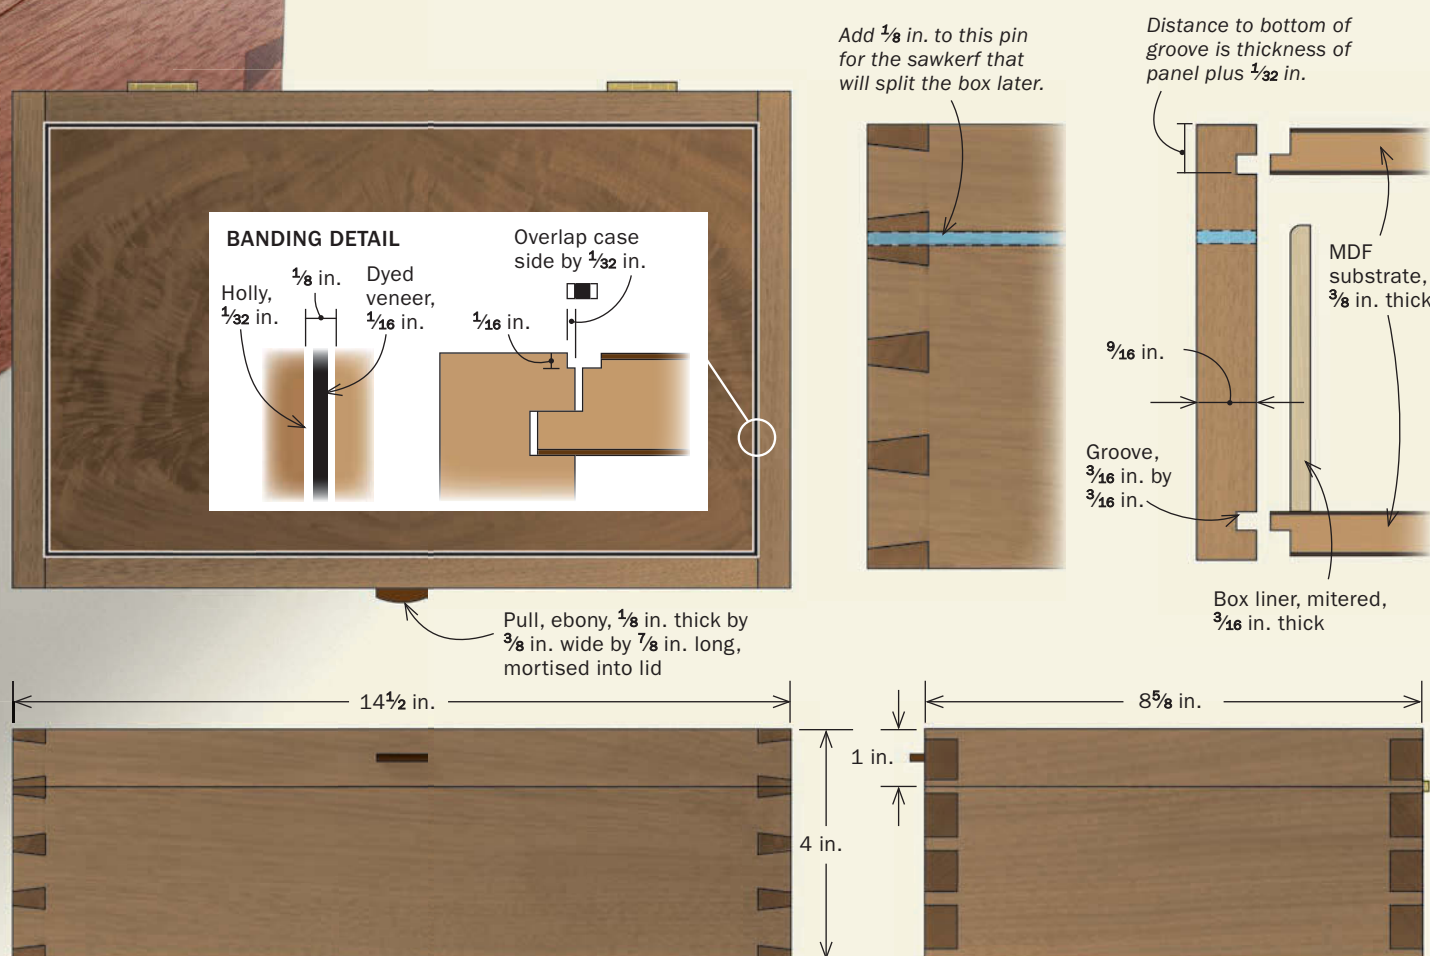 Add 1/8 in. to this pin
for the sawkerf that
will split the box later.
Distance to bottom of
groove is thickness of
panel plus 1/32 in.
BANDING DETAIL
Holly,
1/32 in.
1/8 in.
Dyed
veneer,
1/16 in.
1/16 in.
Overlap case
side by 1/32 in.
MDF
substrate,
3/8 in. thick
9/16 in.
Groove,
3/16 in. by
3/16 in.
Box liner, mitered,
3/16 in. thick
Pull, ebony, 1/8 in. thick by
3/8 in. wide by 7/8 in. long,
mortised into lid
14 1/2 in.
8 5/8 in.
1 in.
4 in.